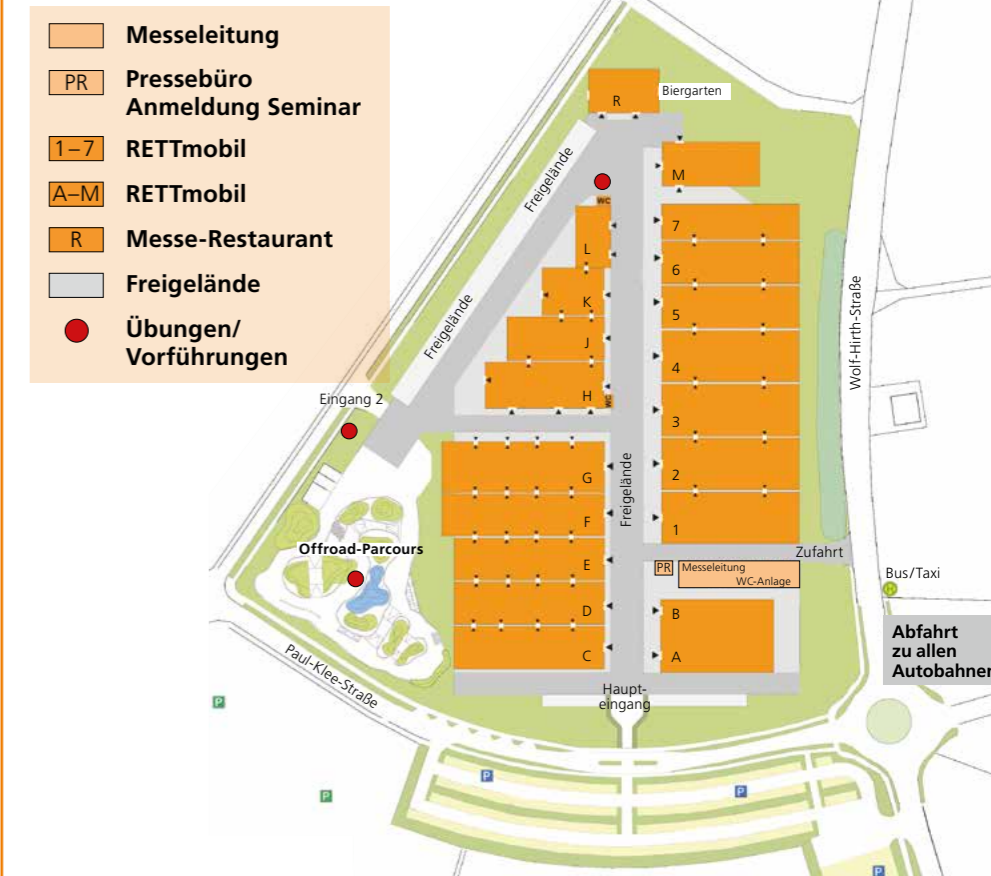 Messeleitung
PR Pressebüro
Anmeldung Seminar
1–7 RETTmobil
A–M RETTmobil
R Messe-Restaurant
Freigelände
Übungen/
Vorführungen
R
Biergarten
Freigelände
M
WC
7
L
6
K
5
Freigelände
J
4
Wolf-Hirth-Straße
H
WC
3
Eingang 2
G
2
Freigelände
F
1
Offroad-Parcours
Zufahrt
E
PR
Messeleitung
WC-Anlage
Bus/Taxi
H
D
B
C
A
Abfahrt
zu allen
Autobahnen
Paul-Klee-Straße
Haupt-
eingang
P
P
P
P
P